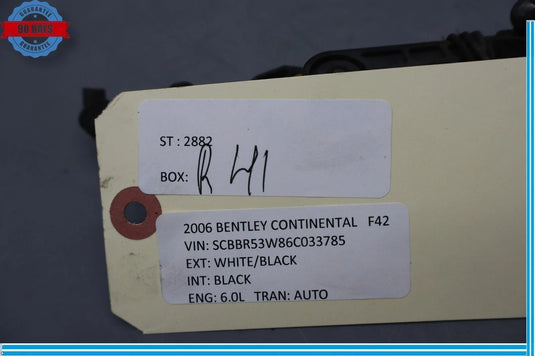 GUARANTEE
90 DAYS
GUARANTEE
ST : 2882
BOX: R 41
2006 BENTLEY CONTINENTAL F42
VIN: SCBBR53W86C033785
EXT: WHITE/BLACK
INT: BLACK
ENG: 6.0L TRAN: AUTO